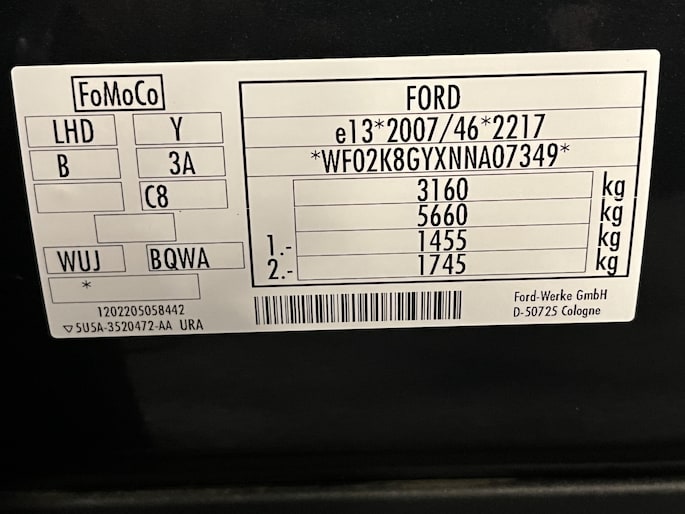 FoMoCo
LHD Y
B 3A
C8
WUJ BQWA
*
1202205058442
▽5U5A-3520472-AA URA
FORD
e13*2007/46*2217
*WF02K8GYXNNA07349*
3160 kg
5660 kg
1.- 1455 kg
2.- 1745 kg
Ford-Werke GmbH
D-50725 Cologne